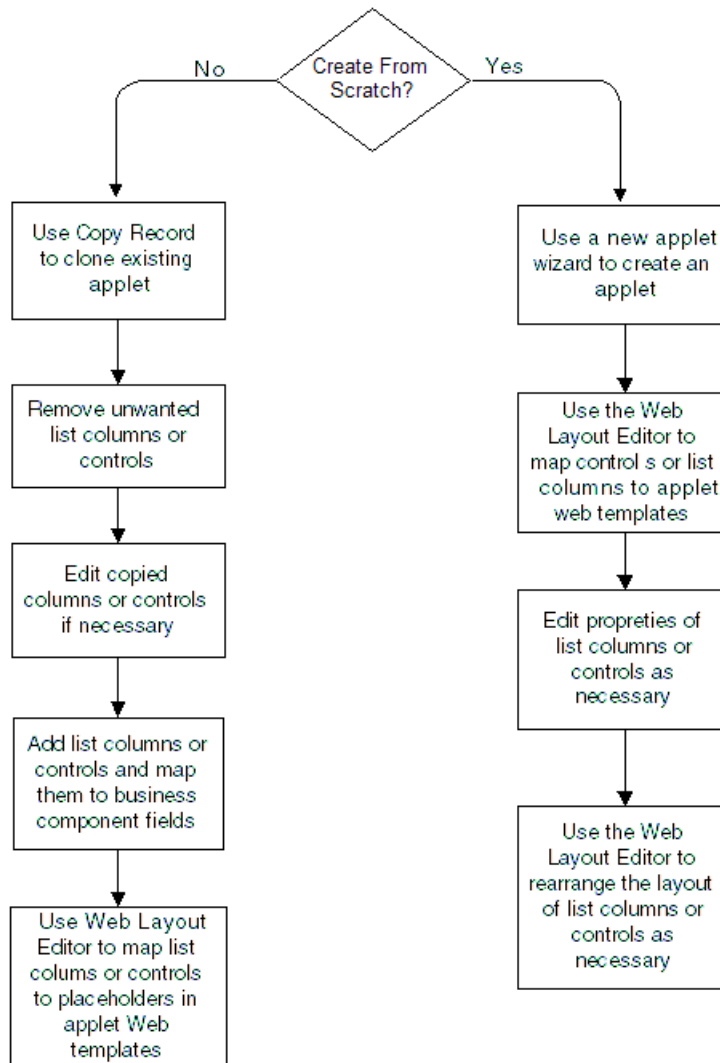 Create From
Scratch?
No
Yes
Use Copy Record
to clone existing
applet
Remove unwanted
list columns or
controls
Edit copied
columns or controls
if necessary
Add list columns or
controls and map
them to business
component fields
Use Web Layout
Editor to map list
colums or controls
to placeholders in
applet Web
templates
Use a new applet
wizard to create an
applet
Use the Web
Layout Editor to
map control s or list
columns to applet
web templates
Edit propreties of
list columns or
controls as
necessary
Use the Web
Layout Editor to
rearrange the layout
of list columns or
controls as
necessary